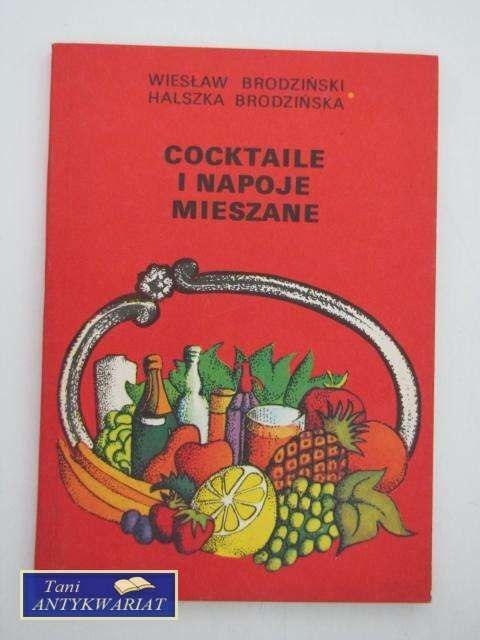 WIESŁAW BRODZIŃSKI
HALSZKA BRODZIŃSKA
COCKTAILE
I NAPOJE
MIESZANE
Tani
ANTYKWARIAT